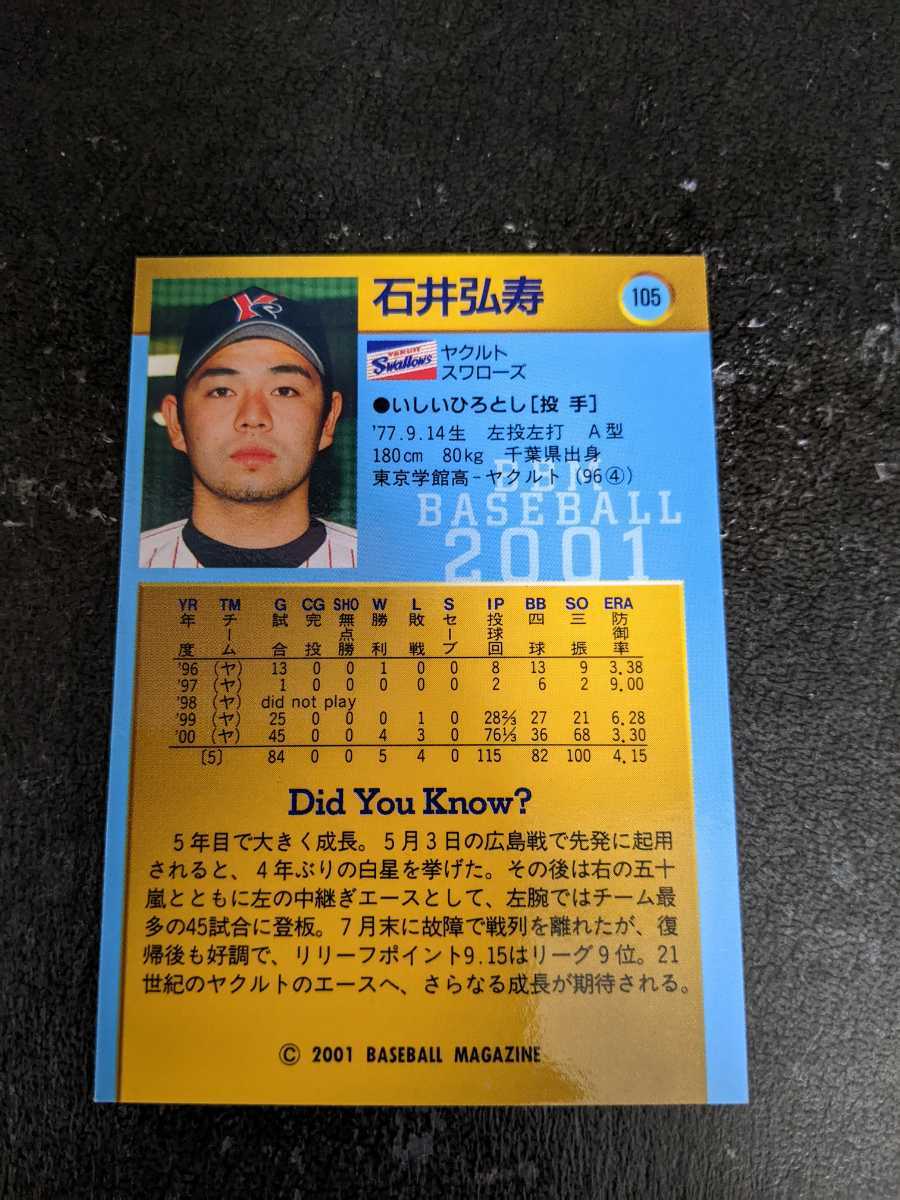 石井弘寿
105
YAKULT
Swallows
ヤクルト
スワローズ
●いしいひろとし[投 手]
'77.9.14生 左投左打 A型
180cm 80kg 千葉県出身
東京学館高-ヤクルト (96④)
BBM
BASEBALL
2001
YR TM G CG SHO W L S IP BB SO ERA
年度 チーム 試合 完投 無点勝 勝利 敗戦 セーブ 投球回 四球 三振 防御率
'96 (ヤ) 13 0 0 1 0 0 8 13 9 3.38
'97 (ヤ) 1 0 0 0 0 0 2 6 2 9.00
'98 (ヤ) did not play
'99 (ヤ) 25 0 0 0 1 0 28⅔ 27 21 6.28
'00 (ヤ) 45 0 0 4 3 0 76⅓ 36 68 3.30
[5] 84 0 0 5 4 0 115 82 100 4.15
Did You Know?
5年目で大きく成長。5月3日の広島戦で先発に起用
されると、4年ぶりの白星を挙げた。その後は右の五十
嵐とともに左の中継ぎエースとして、左腕ではチーム最
多の45試合に登板。7月末に故障で戦列を離れたが、復
帰後も好調で、リリーフポイント9.15はリーグ9位。21
世紀のヤクルトのエースへ、さらなる成長が期待される。
© 2001 BASEBALL MAGAZINE